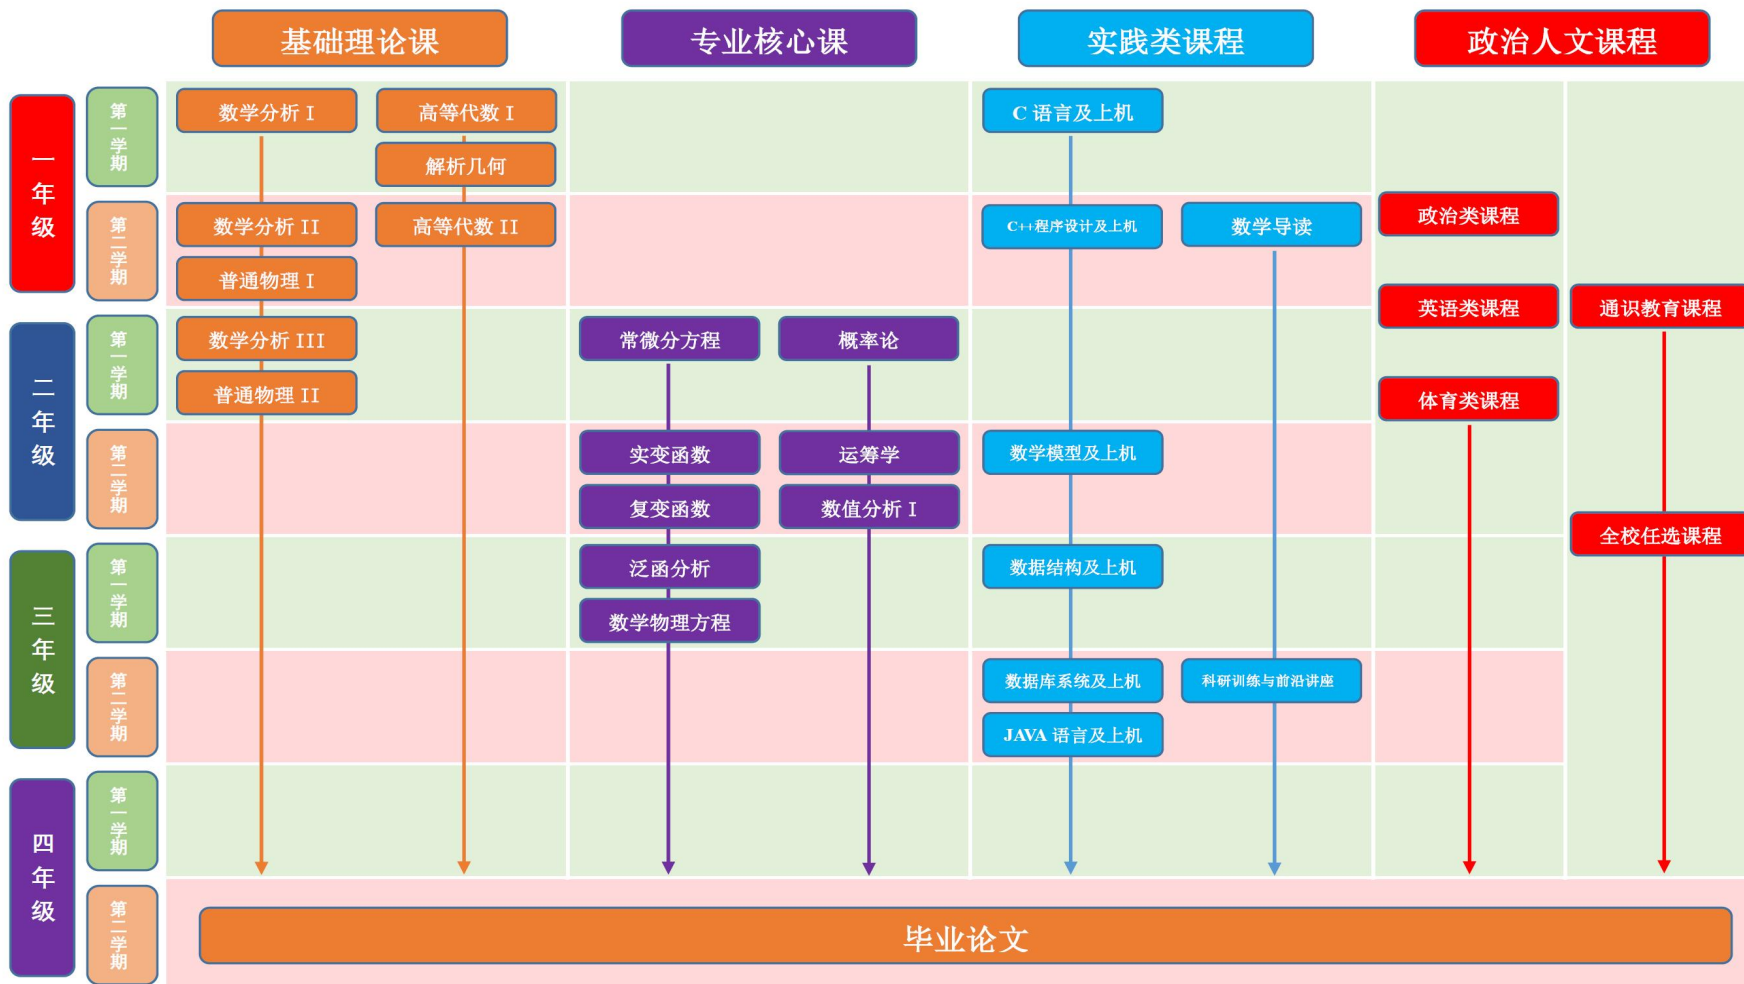 基础理论课
专业核心课
实践类课程
政治人文课程
一年级
第一学期
数学分析 I
高等代数 I
C 语言及上机
解析几何
第二学期
数学分析 II
高等代数 II
C++程序设计及上机
数学导读
政治类课程
普通物理 I
英语类课程
通识教育课程
二年级
第一学期
数学分析 III
常微分方程
概率论
普通物理 II
体育类课程
第二学期
实变函数
运筹学
数学模型及上机
复变函数
数值分析 I
全校任选课程
三年级
第一学期
泛函分析
数据结构及上机
数学物理方程
第二学期
数据库系统及上机
科研训练与前沿讲座
JAVA 语言及上机
四年级
第一学期
第二学期
毕业论文